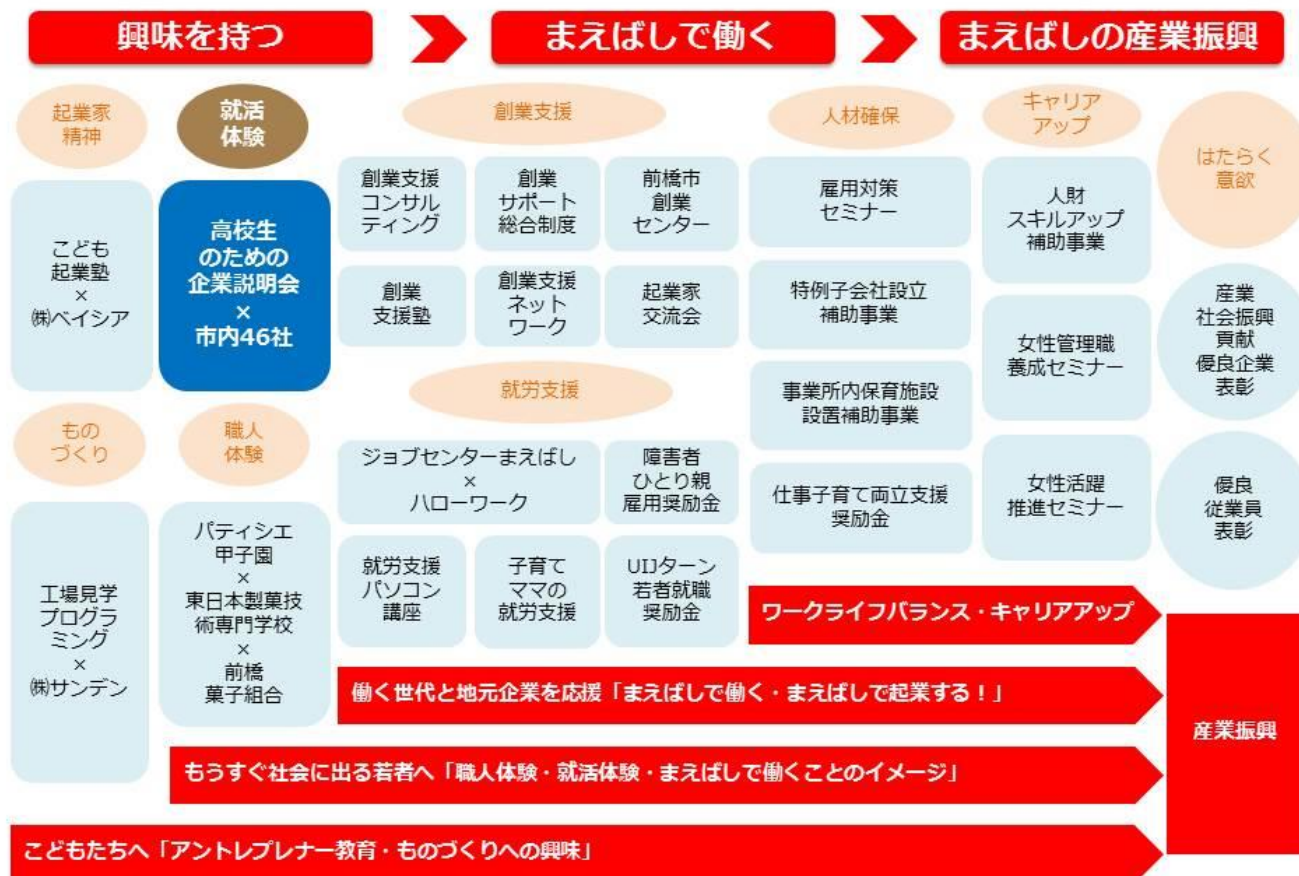 興味を持つ
まえばしで働く
まえばしの産業振興
起業家
精神
こども
起業塾
×
㈱ベイシア
もの
づくり
工場見学
プログラ
ミング
×
㈱サンデン
就活
体験
高校生
のための
企業説明会
×
市内46社
職人
体験
パティシエ
甲子園
×
東日本製菓技
術専門学校
×
前橋
菓子組合
創業支援
創業支援
コンサル
ティング
創業
サポート
総合制度
前橋市
創業
センター
創業
支援塾
創業支援
ネット
ワーク
起業家
交流会
就労支援
ジョブセンターまえばし
×
ハローワーク
障害者
ひとり親
雇用奨励金
就労支援
パソコン
講座
子育て
ママの
就労支援
UIJターン
若者就職
奨励金
人材確保
雇用対策
セミナー
特例子会社設立
補助事業
事業所内保育施設
設置補助事業
仕事子育て両立支援
奨励金
キャリア
アップ
人財
スキルアップ
補助事業
女性管理職
養成セミナー
女性活躍
推進セミナー
はたらく
意欲
産業
社会振興
貢献
優良企業
表彰
優良
従業員
表彰
ワークライフバランス・キャリアアップ
働く世代と地元企業を応援「まえばしで働く・まえばしで起業する！」
もうすぐ社会に出る若者へ「職人体験・就活体験・まえばしで働くことのイメージ」
こどもたちへ「アントレプレナー教育・ものづくりへの興味」
産業振興